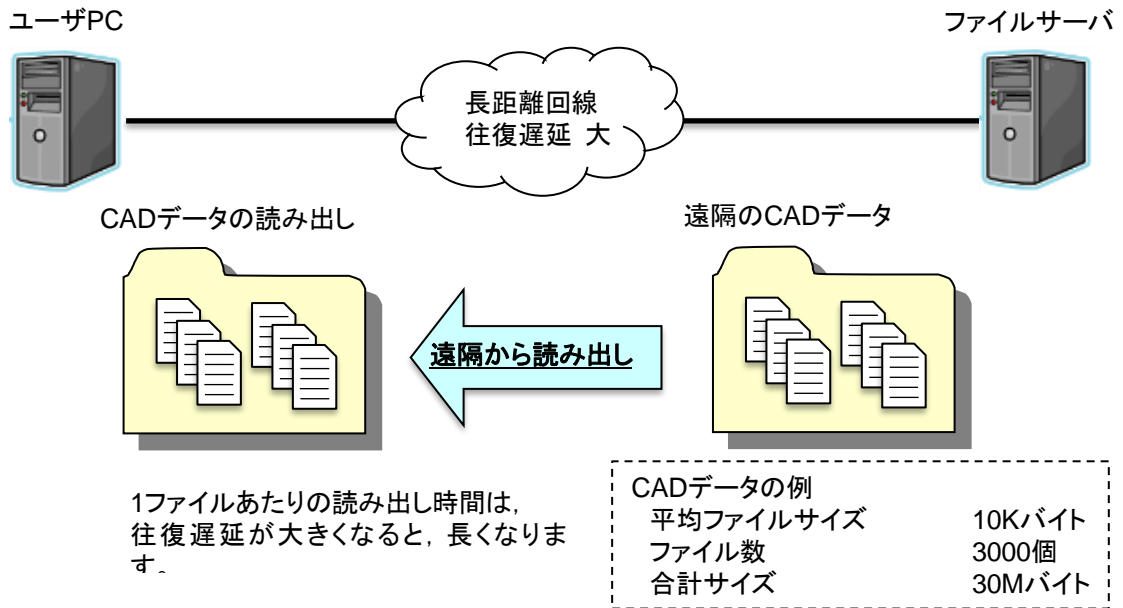 ユーザPC
ファイルサーバ
長距離回線
往復遅延 大
CADデータの読み出し
遠隔のCADデータ
遠隔から読み出し
1ファイルあたりの読み出し時間は,
往復遅延が大きくなると, 長くなりま
す。
CADデータの例
平均ファイルサイズ 10Kバイト
ファイル数 3000個
合計サイズ 30Mバイト